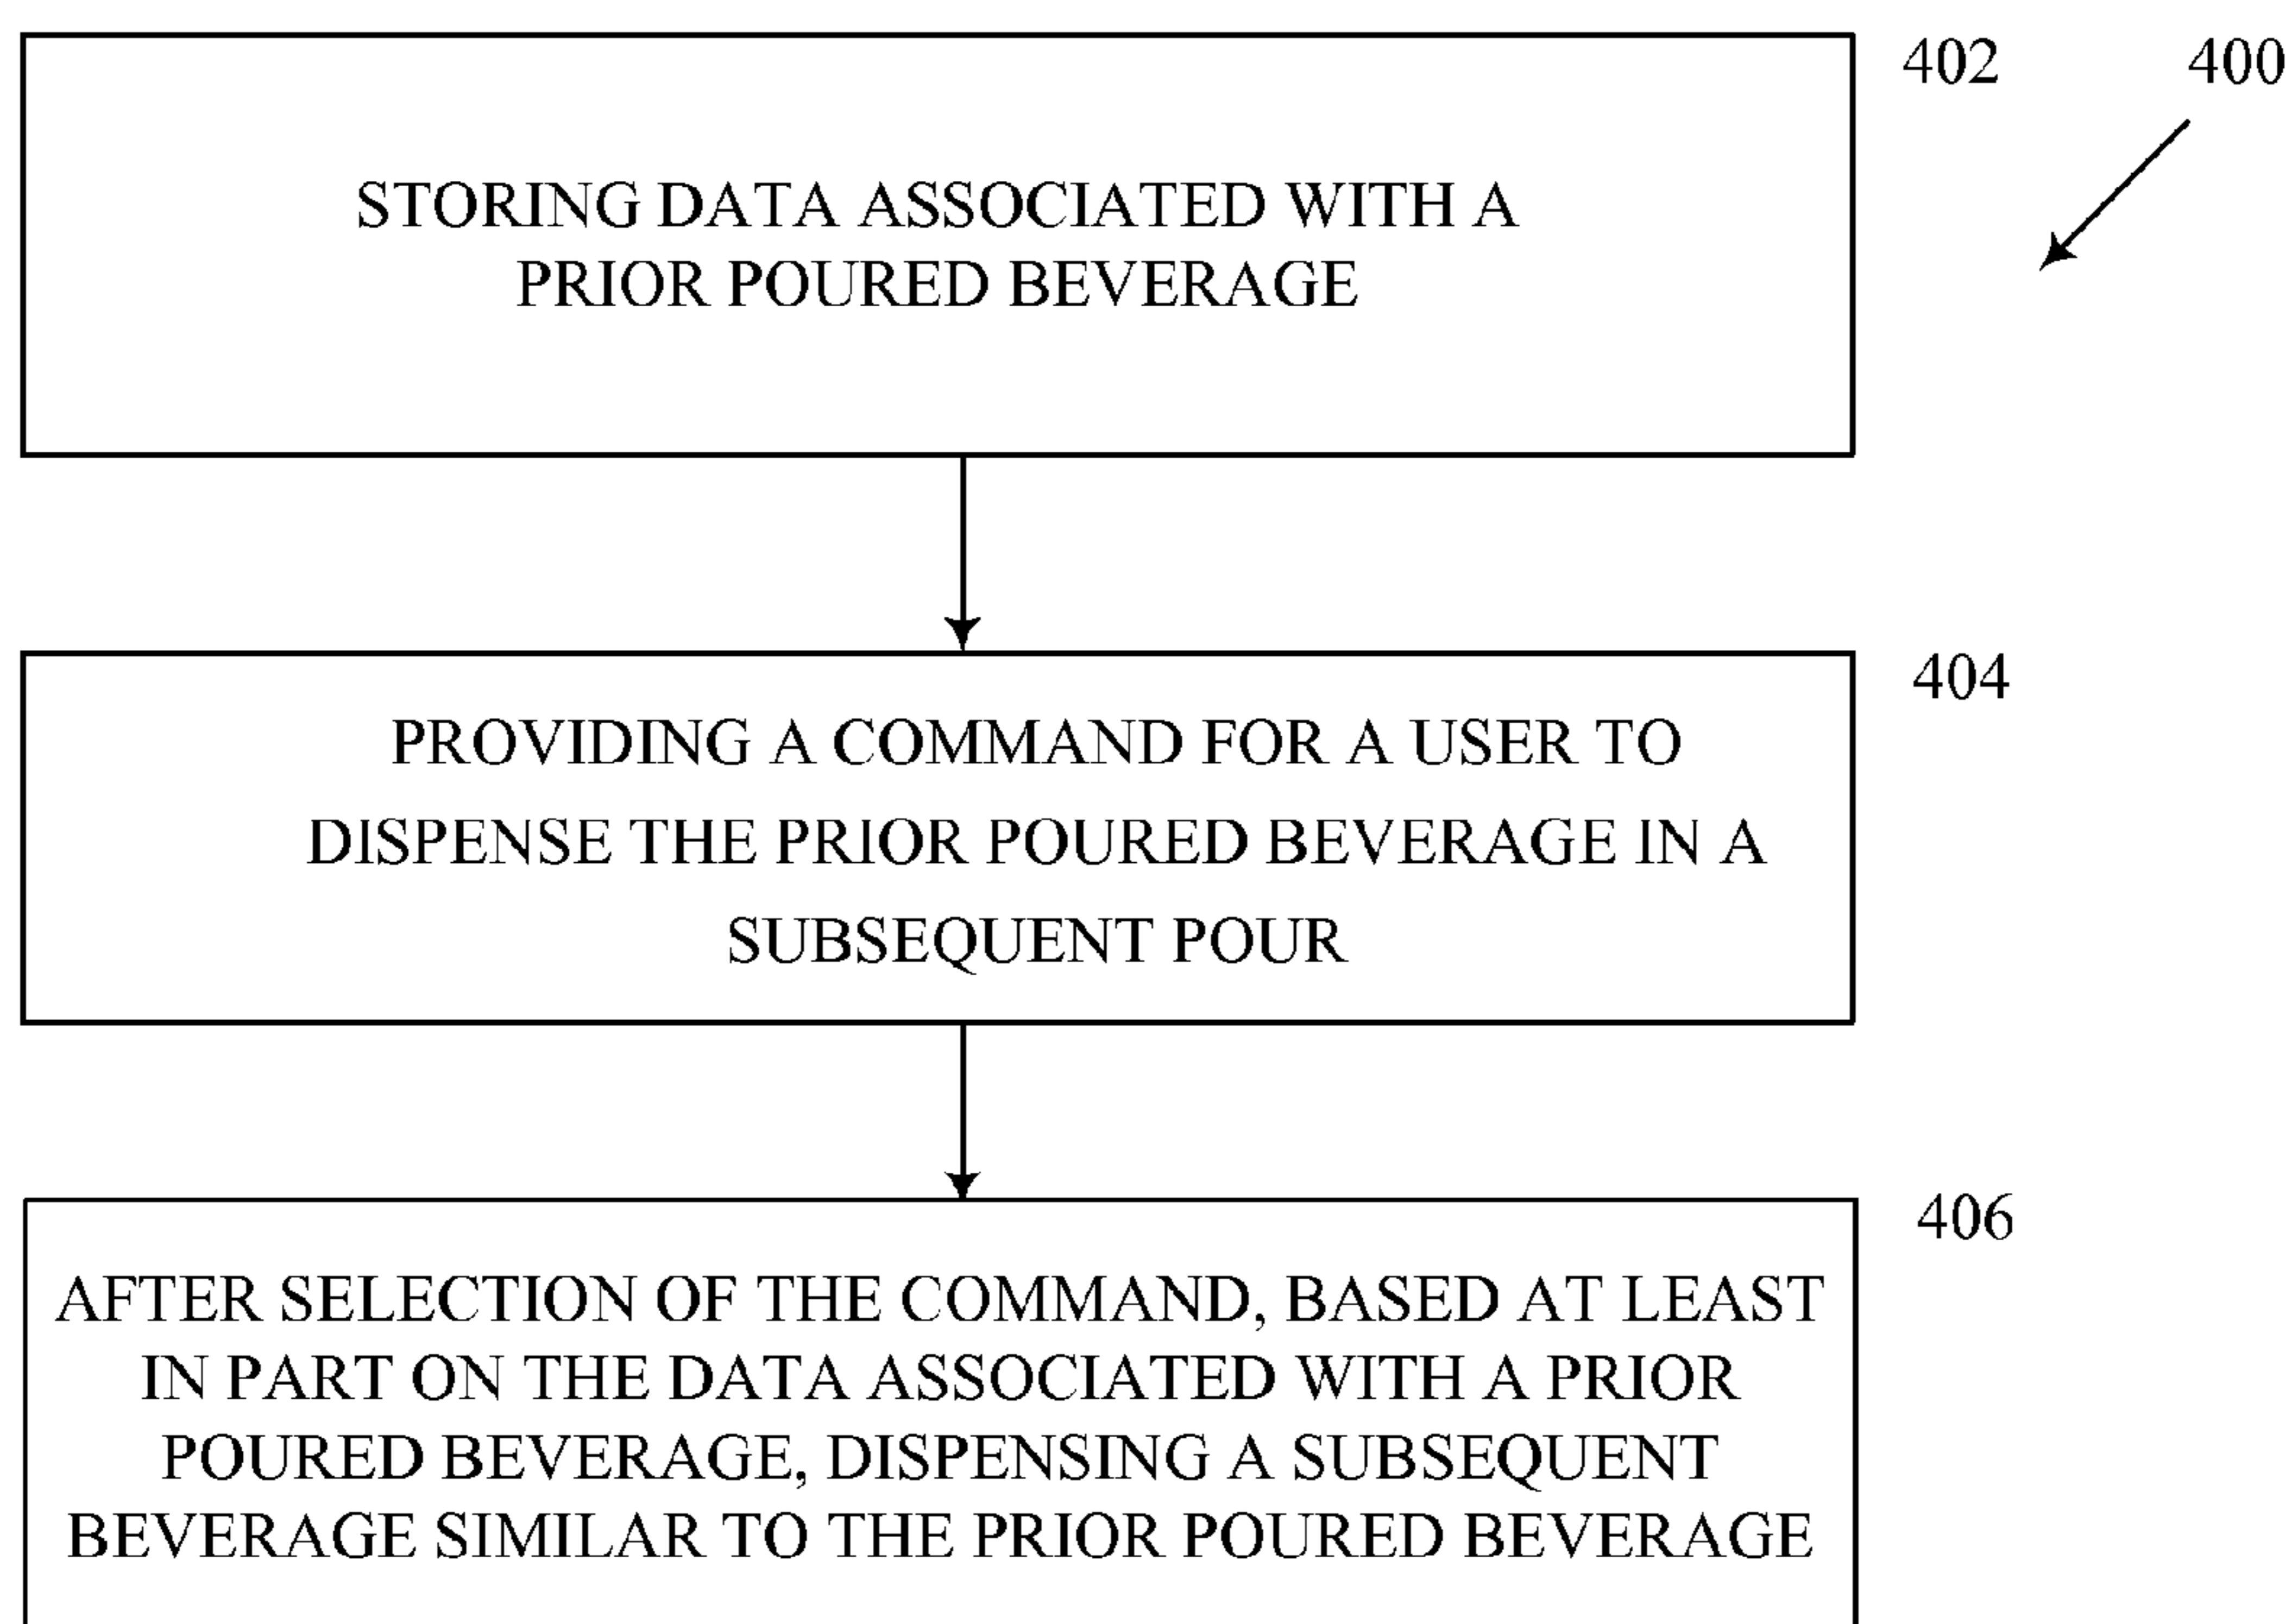 402
400
STORING DATA ASSOCIATED WITH A
PRIOR POURED BEVERAGE
404
PROVIDING A COMMAND FOR A USER TO
DISPENSE THE PRIOR POURED BEVERAGE IN A
SUBSEQUENT POUR
406
AFTER SELECTION OF THE COMMAND, BASED AT LEAST
IN PART ON THE DATA ASSOCIATED WITH A PRIOR
POURED BEVERAGE, DISPENSING A SUBSEQUENT
BEVERAGE SIMILAR TO THE PRIOR POURED BEVERAGE